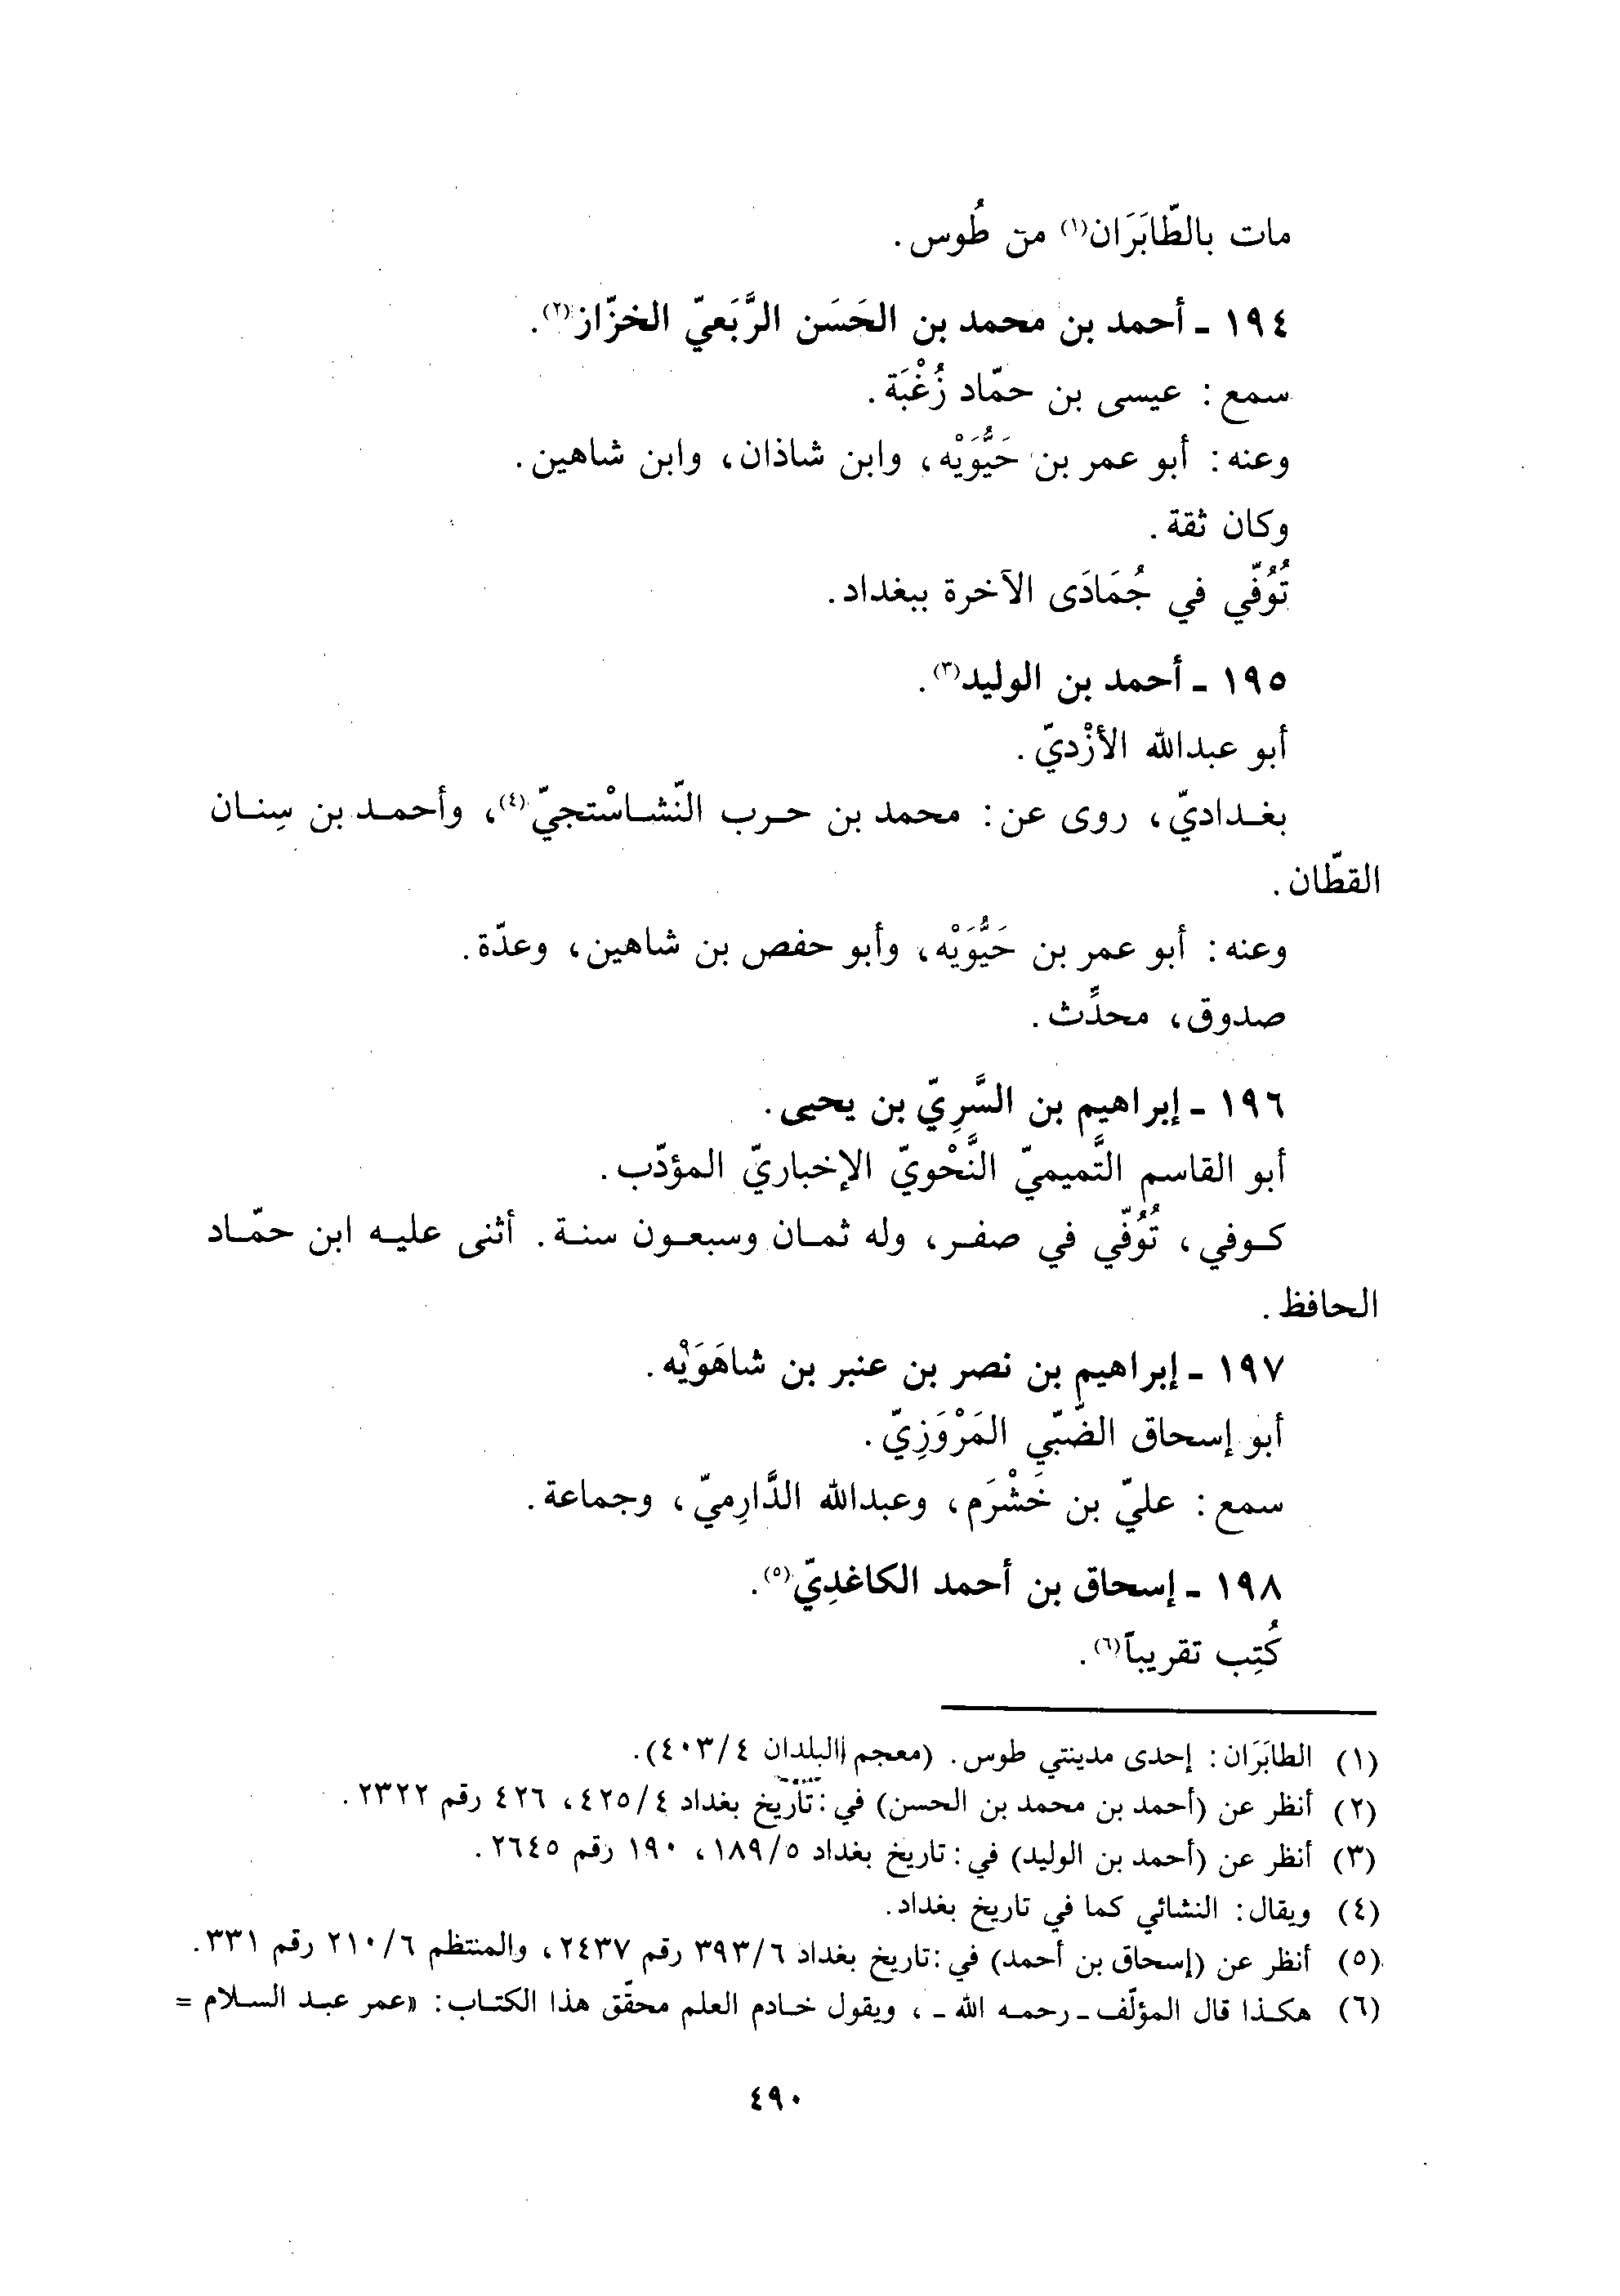 مات بالطّابَرَان(١) من طُوس.
١٩٤ ـ أحمد بن محمد بن الحَسَن الرَّبَعيّ الخزّاز(٢).
سمع: عيسى بن حمّاد زُغْبَة.
وعنه: أبو عمر بن حَيُّوَيْه، وابن شاذان، وابن شاهين.
وكان ثقة.
تُوُفّي في جُمَادَى الآخرة ببغداد.
١٩٥ ـ أحمد بن الوليد(٣).
أبو عبدالله الأزْديّ.
بغداديّ، روى عن: محمد بن حرب النّشاسْتجيّ(٤)، وأحمد بن سِنان
القطّان.
وعنه: أبو عمر بن حَيُّوَيْه، وأبو حفص بن شاهين، وعدّة.
صدوق، محدِّث.
١٩٦ ـ إبراهيم بن السَّرِيّ بن يحيى.
أبو القاسم التَّميميّ النَّحْويّ الإخباريّ المؤدّب.
كوفي، تُوُفّي في صفر، وله ثمان وسبعون سنة. أثنى عليه ابن حمّاد
الحافظ.
١٩٧ ـ إبراهيم بن نصر بن عنبر بن شاهَوَيْه.
أبو إسحاق الضّبّي المَرْوَزِيّ.
سمع: عليّ بن خَشْرَم، وعبدالله الدَّارِميّ، وجماعة.
١٩٨ ـ إسحاق بن أحمد الكاغدِيّ(٥).
كُتِب تقريباً(٦).
(١) الطابَرَان: إحدى مدينتي طوس. (معجم البلدان ٤/٤٠٣).
(٢) أنظر عن (أحمد بن محمد بن الحسن) في: تاريخ بغداد ٤/٤٢٥، ٤٢٦ رقم ٢٣٢٢.
(٣) أنظر عن (أحمد بن الوليد) في: تاريخ بغداد ٥/١٨٩، ١٩٠ رقم ٢٦٤٥.
(٤) ويقال: النشائي كما في تاريخ بغداد.
(٥) أنظر عن (إسحاق بن أحمد) في: تاريخ بغداد ٦/٣٩٣ رقم ٢٤٣٧، والمنتظم ٦/٢١٠ رقم ٣٣١.
(٦) هكذا قال المؤلّف ـ رحمه الله ـ، ويقول خادم العلم محقّق هذا الكتاب: «عمر عبد السلام =
٤٩٠